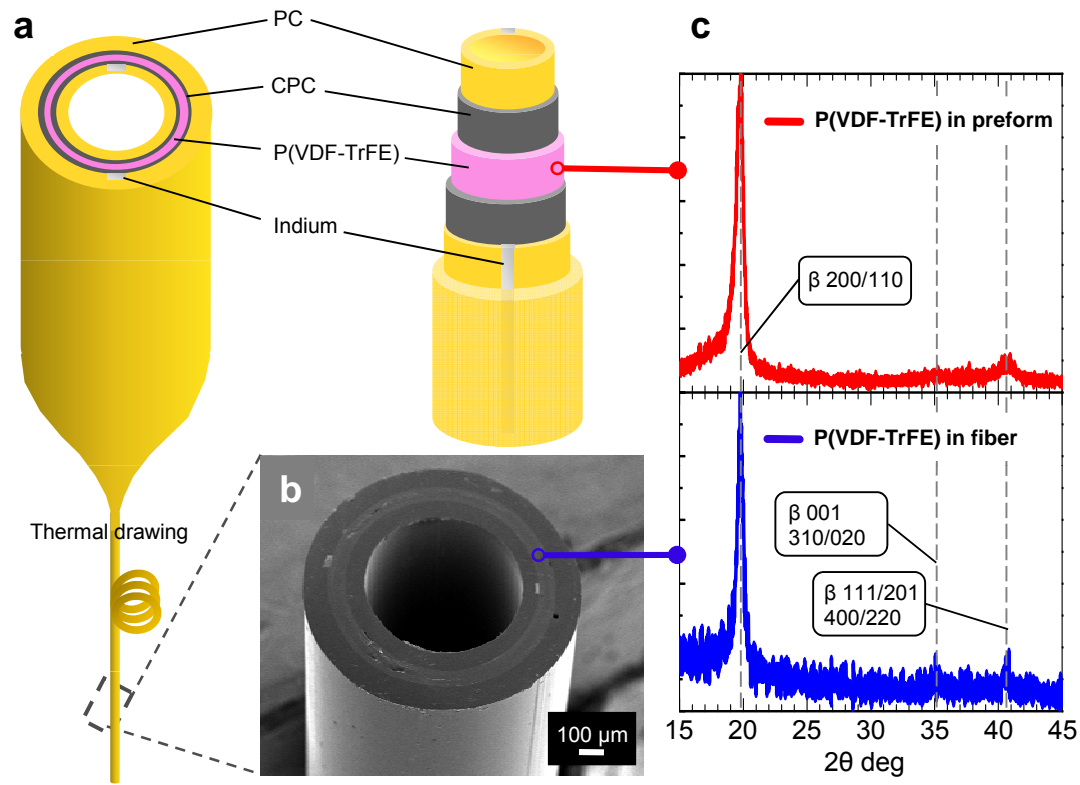 a
PC
CPC
P(VDF-TrFE)
Indium
Thermal drawing
b
100 µm
c
P(VDF-TrFE) in preform
β 200/110
P(VDF-TrFE) in fiber
β 001
310/020
β 111/201
400/220
15 20 25 30 35 40 45
2θ deg